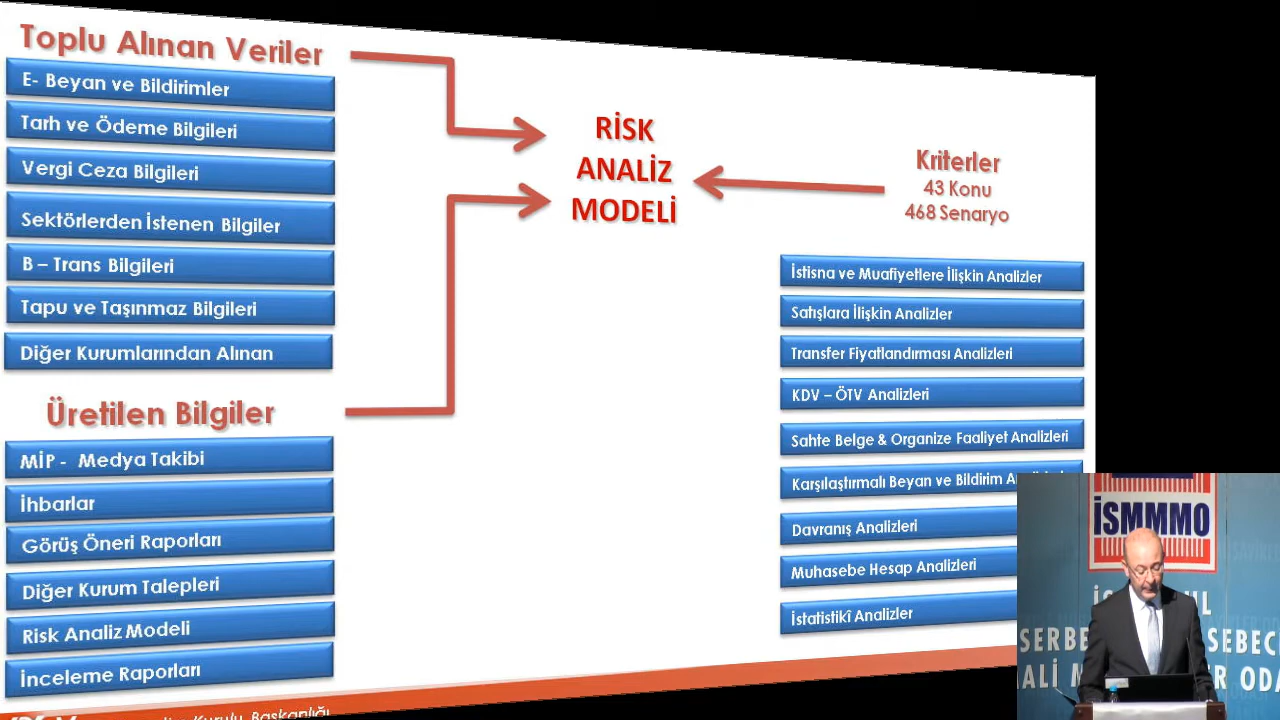 Toplu Alınan Veriler
E- Beyan ve Bildirimler
Tarh ve Ödeme Bilgileri
Vergi Ceza Bilgileri
Sektörlerden İstenen Bilgiler
B – Trans Bilgileri
Tapu ve Taşınmaz Bilgileri
Diğer Kurumlarından Alınan
Üretilen Bilgiler
MİP - Medya Takibi
İhbarlar
Görüş Öneri Raporları
Diğer Kurum Talepleri
Risk Analiz Modeli
İnceleme Raporları
RİSK
ANALİZ
MODELİ
Kriterler
43 Konu
468 Senaryo
İstisna ve Muafiyetlere İlişkin Analizler
Satışlara İlişkin Analizler
Transfer Fiyatlandırması Analizleri
KDV – ÖTV Analizleri
Sahte Belge & Organize Faaliyet Analizleri
Karşılaştırmalı Beyan ve Bildirim
Davranış Analizleri
Muhasebe Hesap Analizleri
İstatistikî Analizler
Kurulu Başkanlığı
İSMMMO